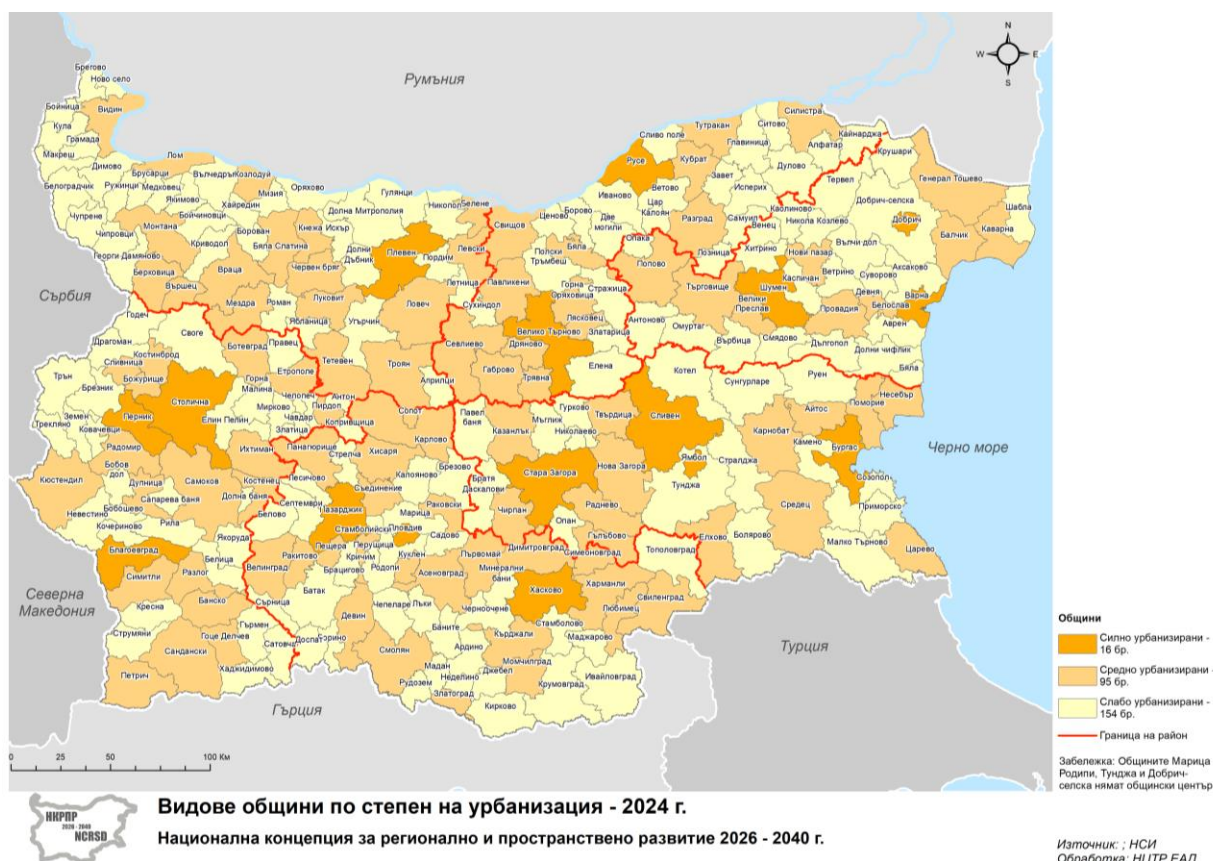 N
W
E
S
Румъния
Сърбия
Северна
Македония
Гърция
Турция
Черно море
Брегово
Ново село
Бойница
Видин
Кула
Грамада
Макреш
Димово
Лом
Белоградчик
Ружинци
Брусарци
Медковец
Вълчедръм
Козлодуй
Мизия
Оряхово
Якимово
Хайредин
Чупрене
Чипровци
Монтана
Бойчиновци
Криводол
Борован
Бяла Слатина
Кнежа
Искър
Долна Митрополия
Гулянци
Никопол
Белене
Георги Дамяново
Берковица
Вършец
Враца
Червен бряг
Долни
Дъбник
Плевен
Пордим
Левски
Свищов
Мездра
Роман
Луковит
Ябланица
Угърчин
Ловеч
Летница
Тетевен
Троян
Априлци
Павликени
Сухиндол
Севлиево
Полски
Тръмбеш
Ценово
Борово
Бяла
Две
могили
Иваново
Русе
Сливо поле
Ветово
Цар
Калоян
Кубрат
Тутракан
Главиница
Ситово
Силистра
Алфатар
Кайнарджа
Дулово
Завет
Исперих
Разград
Самуил
Лозница
Опака
Попово
Търговище
Антоново
Омуртаг
Горна
Оряховица
Стражица
Лясковец
Златарица
Велико Търново
Дряново
Габрово
Трявна
Елена
Крушари
Тервел
Генерал Тошево
Добрич-селска
Добрич
Шабла
Каварна
Балчик
Каолиново
Венец
Никола Козлево
Хитрино
Нови пазар
Вълчи дол
Каспичан
Шумен
Велики
Преслав
Ветрино
Суворово
Аксаково
Девня
Варна
Белослав
Провадия
Аврен
Върбица
Смядово
Дългопол
Долни чифлик
Бяла
Годеч
Драгоман
Своге
Сливница
Костинброд
Божурище
Столична
Ботевград
Правец
Етрополе
Горна
Малина
Елин Пелин
Челопеч
Антон
Мирково
Пирдоп
Чавдар
Златица
Копривщица
Трън
Брезник
Земен
Трекляно
Перник
Ковачевци
Радомир
Бобов
дол
Кюстендил
Дупница
Самоков
Ихтиман
Костенец
Долна баня
Сапарева баня
Невестино
Бобошево
Кочериново
Рила
Благоевград
Якоруда
Белица
Разлог
Симитли
Кресна
Банско
Струмяни
Гоце Делчев
Гърмен
Сандански
Петрич
Хаджидимово
Сатовча
Панагюрище
Стрелча
Лесичово
Септември
Белово
Пазарджик
Пещера
Ракитово
Велинград
Брацигово
Батак
Сърница
Доспат
Борино
Девин
Сопот
Карлово
Хисаря
Калояново
Брезово
Съединение
Раковски
Марица
Пловдив
Стамболийски
Перущица
Кричим
Родопи
Куклен
Садово
Асеновград
Първомай
Чепеларе
Лъки
Смолян
Баните
Мадан
Рудозем
Неделино
Златоград
Ардино
Черноочене
Кърджали
Джебел
Момчилград
Кирково
Крумовград
Минерални
бани
Хасково
Димитровград
Симеоновград
Харманли
Любимец
Свиленград
Стамболово
Маджарово
Ивайловград
Тополовград
Павел
баня
Казанлък
Мъглиж
Гурково
Николаево
Твърдица
Братя
Даскалови
Чирпан
Стара Загора
Нова Загора
Опан
Раднево
Гълъбово
Сливен
Котел
Ямбол
Тунджа
Стралджа
Елхово
Болярово
Сунгурларе
Руен
Карнобат
Айтос
Поморие
Несебър
Камено
Бургас
Созопол
Средец
Приморско
Малко Търново
Царево
0 25 50 100 Км
Общини
Силно урбанизирани -
16 бр.
Средно урбанизирани -
95 бр.
Слабо урбанизирани -
154 бр.
Граница на район
Забележка: Общините Марица
Родипи, Тунджа и Добрич-
селска нямат общински център
НКРПР
2026 - 2040
NCRSD
Видове общини по степен на урбанизация - 2024 г.
Национална концепция за регионално и пространствено развитие 2026 - 2040 г.
Източник: ; НСИ
Обработка: НЦТР ЕАД